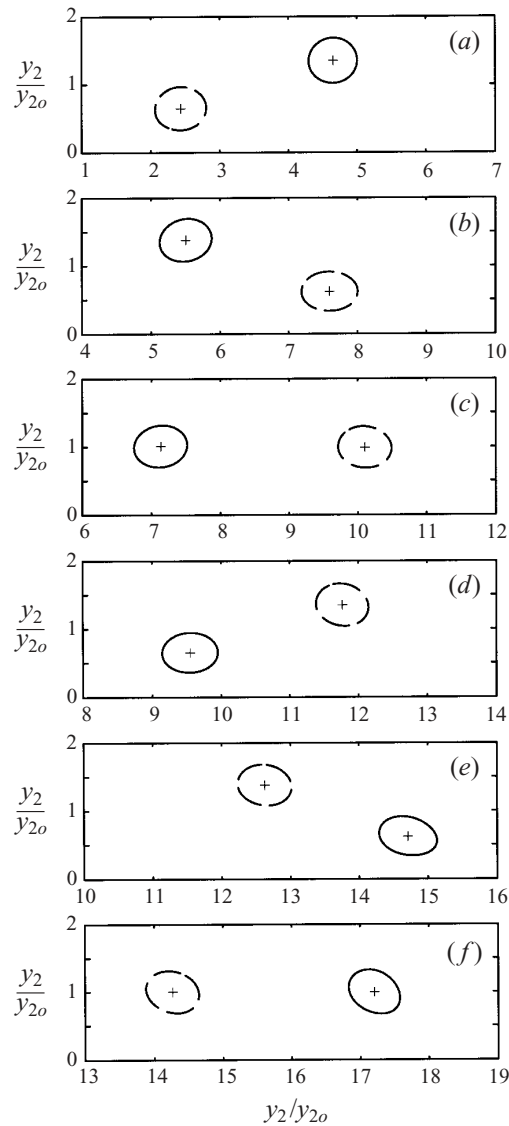 2
y₂
y₂ₒ
1
0
(a)
1 2 3 4 5 6 7
2
y₂
y₂ₒ
1
0
(b)
4 5 6 7 8 9 10
2
y₂
y₂ₒ
1
0
(c)
6 7 8 9 10 11 12
2
y₂
y₂ₒ
1
0
(d)
8 9 10 11 12 13 14
2
y₂
y₂ₒ
1
0
(e)
10 11 12 13 14 15 16
2
y₂
y₂ₒ
1
0
(f)
13 14 15 16 17 18 19
y₂/y₂ₒ